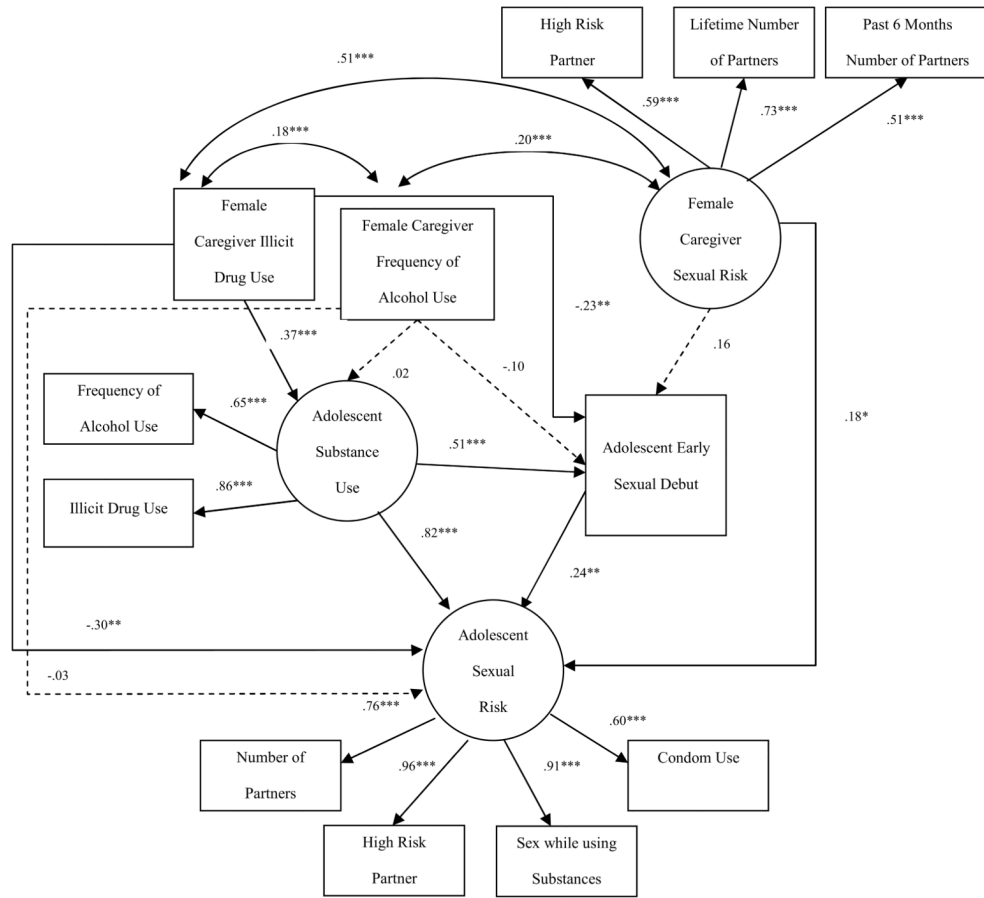 High Risk
Partner
Lifetime Number
of Partners
Past 6 Months
Number of Partners
.51***
.59***
.73***
.51***
.18***
.20***
Female
Caregiver Illicit
Drug Use
Female Caregiver
Frequency of
Alcohol Use
Female
Caregiver
Sexual Risk
-.23**
.37***
.16
.02
-.10
Frequency of
Alcohol Use
.65***
Adolescent
Substance
Use
.51***
Adolescent Early
Sexual Debut
.18*
Illicit Drug Use
.86***
.82***
.24**
-.30**
Adolescent
Sexual
Risk
-.03
.76***
.60***
Number of
Partners
.96***
.91***
Condom Use
High Risk
Partner
Sex while using
Substances